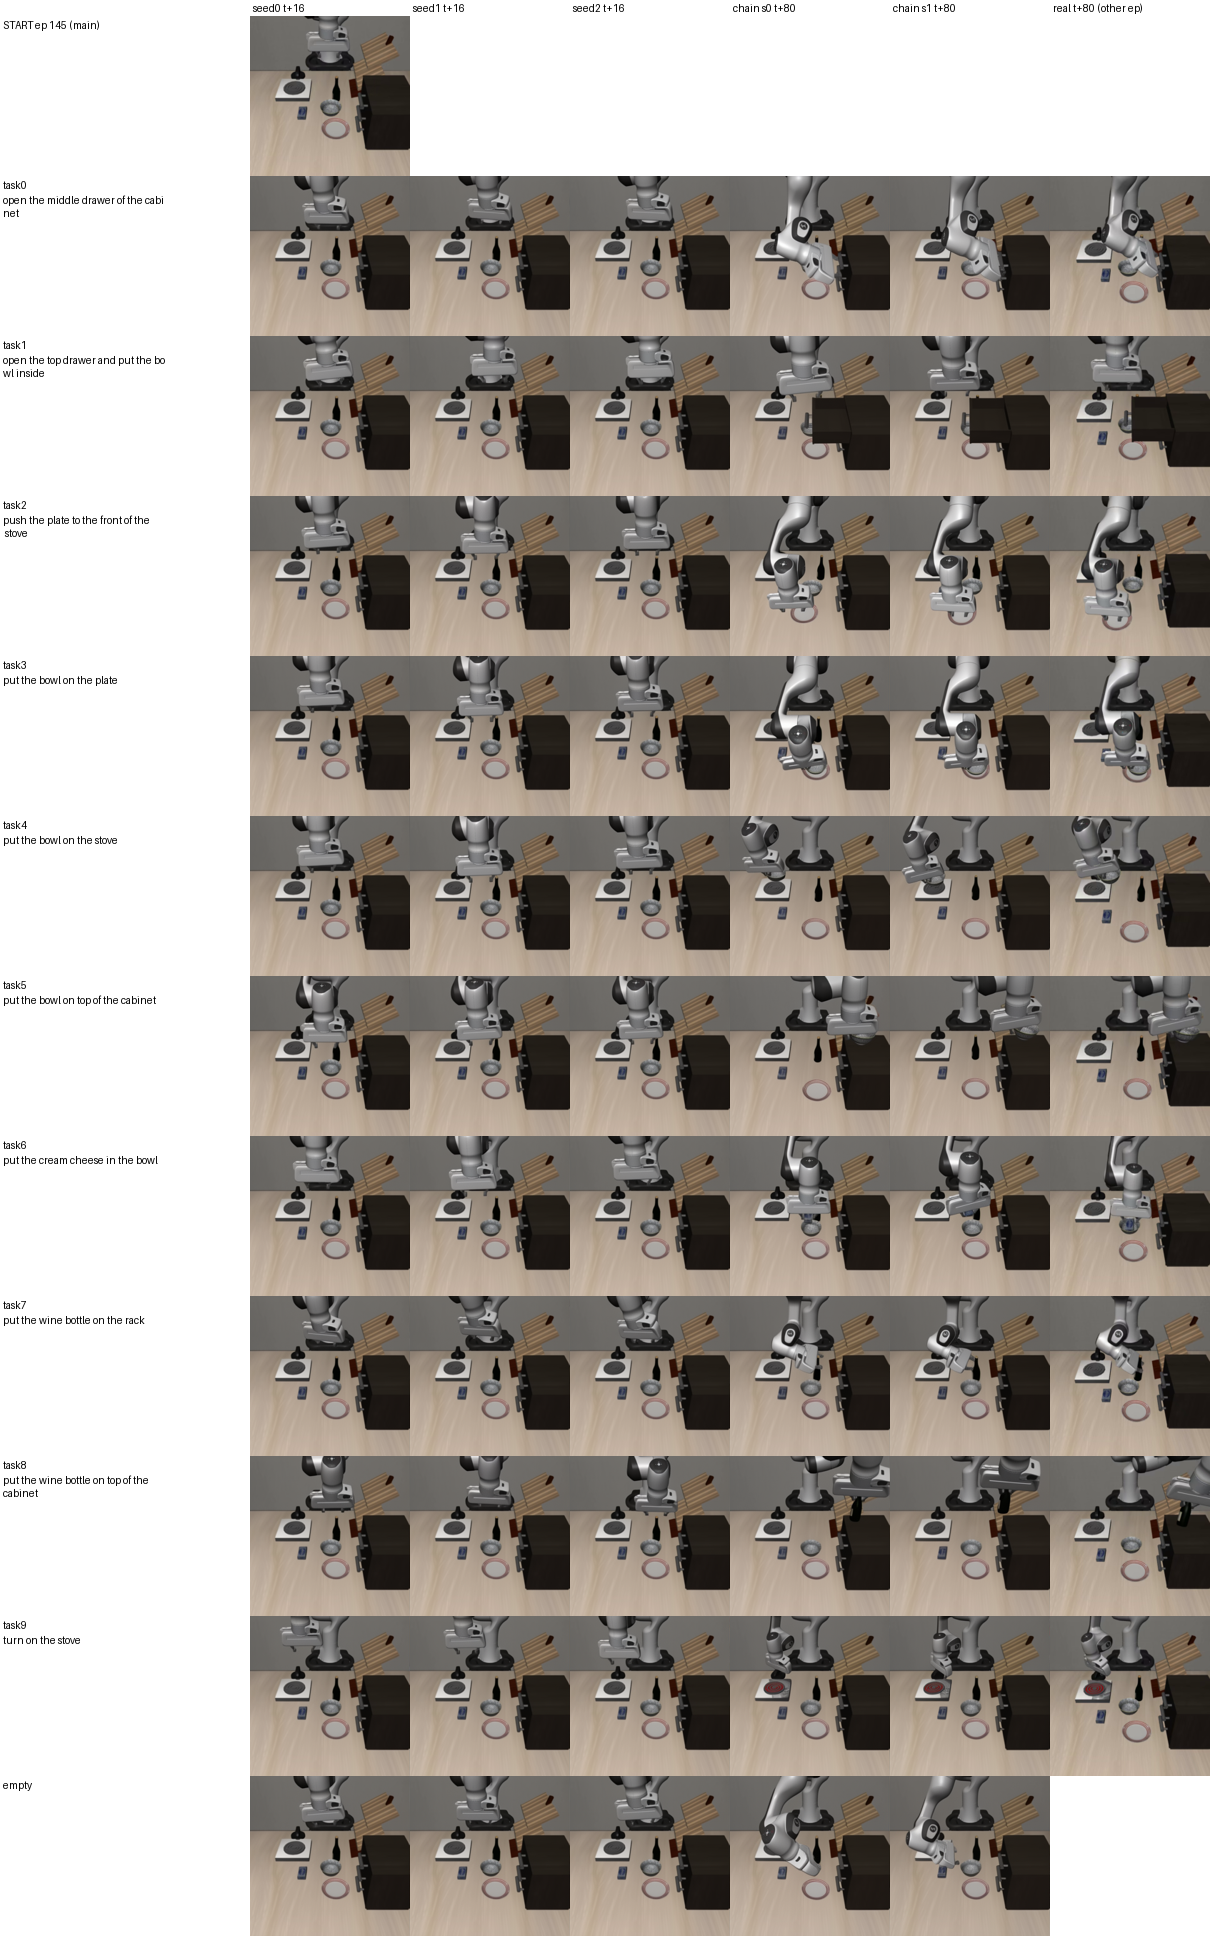 seed0 t+16 seed1 t+16 seed2 t+16 chain s0 t+80 chain s1 t+80 real t+80 (other ep)
START ep 145 (main)
task0
open the middle drawer of the cabi
net
task1
open the top drawer and put the bo
wl inside
task2
push the plate to the front of the
stove
task3
put the bowl on the plate
task4
put the bowl on the stove
task5
put the bowl on top of the cabinet
task6
put the cream cheese in the bowl
task7
put the wine bottle on the rack
task8
put the wine bottle on top of the
cabinet
task9
turn on the stove
empty